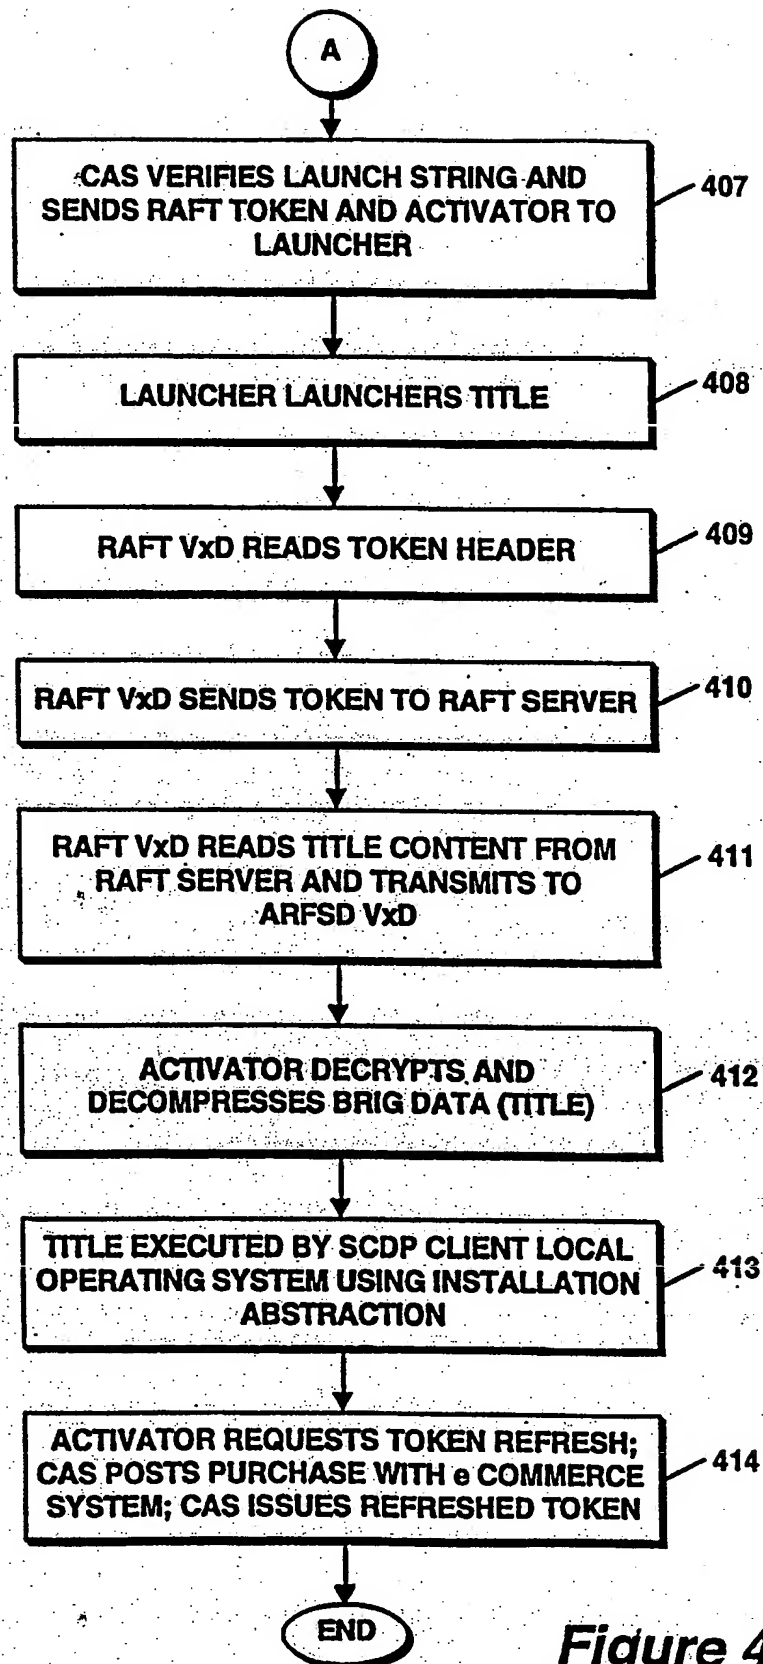 A
CAS VERIFIES LAUNCH STRING AND
SENDS RAFT TOKEN AND ACTIVATOR TO
LAUNCHER
407
LAUNCHER LAUNCHERS TITLE
408
RAFT VxD READS TOKEN HEADER
409
RAFT VxD SENDS TOKEN TO RAFT SERVER
410
RAFT VxD READS TITLE CONTENT FROM
RAFT SERVER AND TRANSMITS TO
ARFSD VxD
411
ACTIVATOR DECRYPTS AND
DECOMPRESSES BRIG DATA (TITLE)
412
TITLE EXECUTED BY SCDP CLIENT LOCAL
OPERATING SYSTEM USING INSTALLATION
ABSTRACTION
413
ACTIVATOR REQUESTS TOKEN REFRESH;
CAS POSTS PURCHASE WITH e COMMERCE
SYSTEM; CAS ISSUES REFRESHED TOKEN
414
END
Figure 4